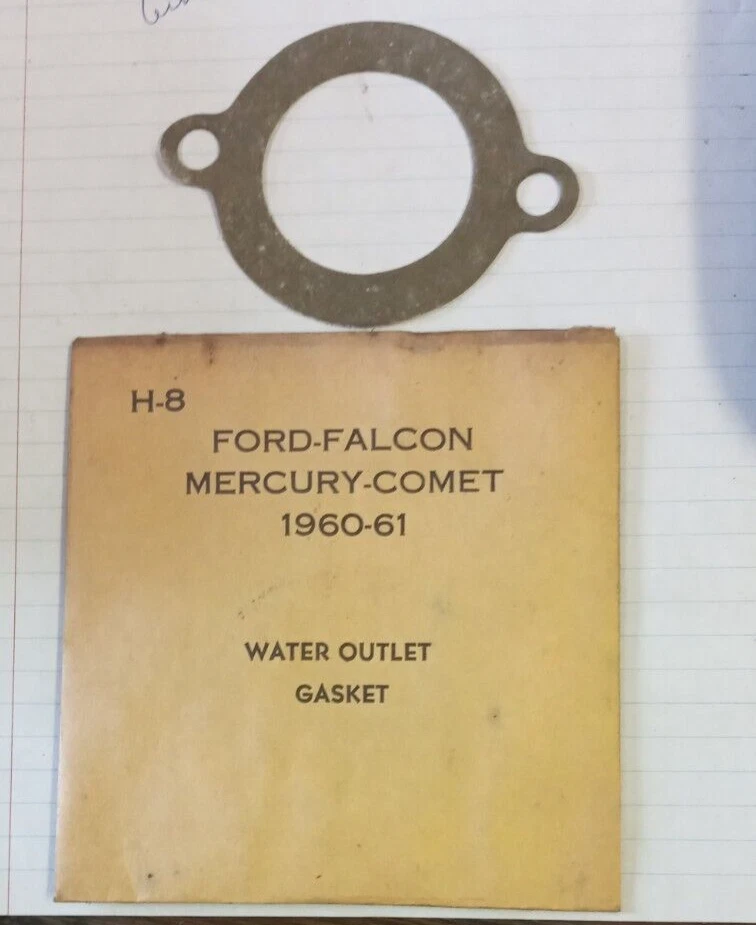 H-8
FORD-FALCON
MERCURY-COMET
1960-61
WATER OUTLET
GASKET